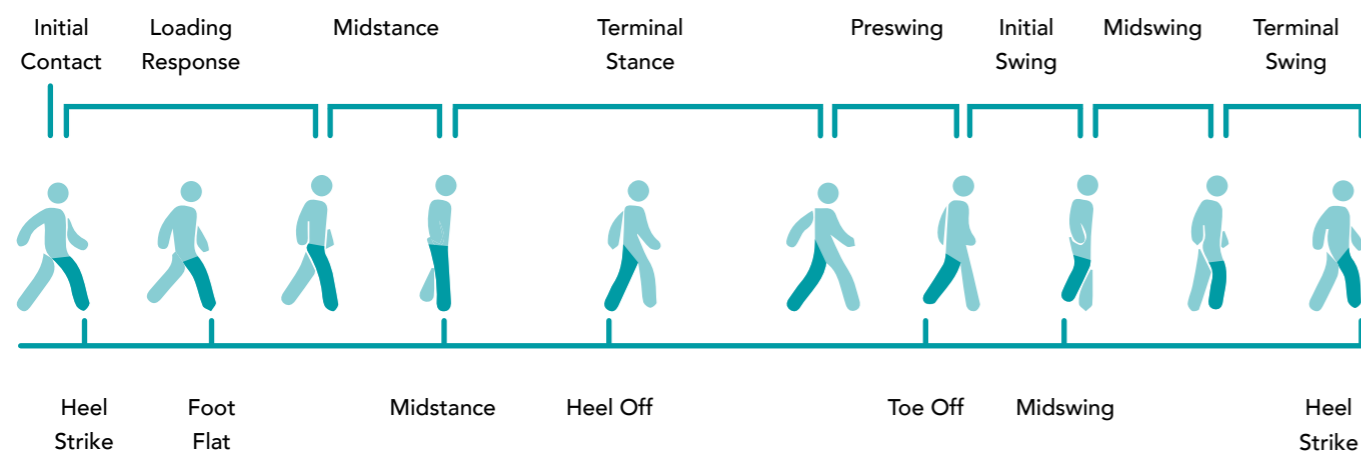 Initial
Contact
Loading
Response
Midstance
Terminal
Stance
Preswing
Initial
Swing
Midswing
Terminal
Swing
Heel
Strike
Foot
Flat
Midstance
Heel Off
Toe Off
Midswing
Heel
Strike